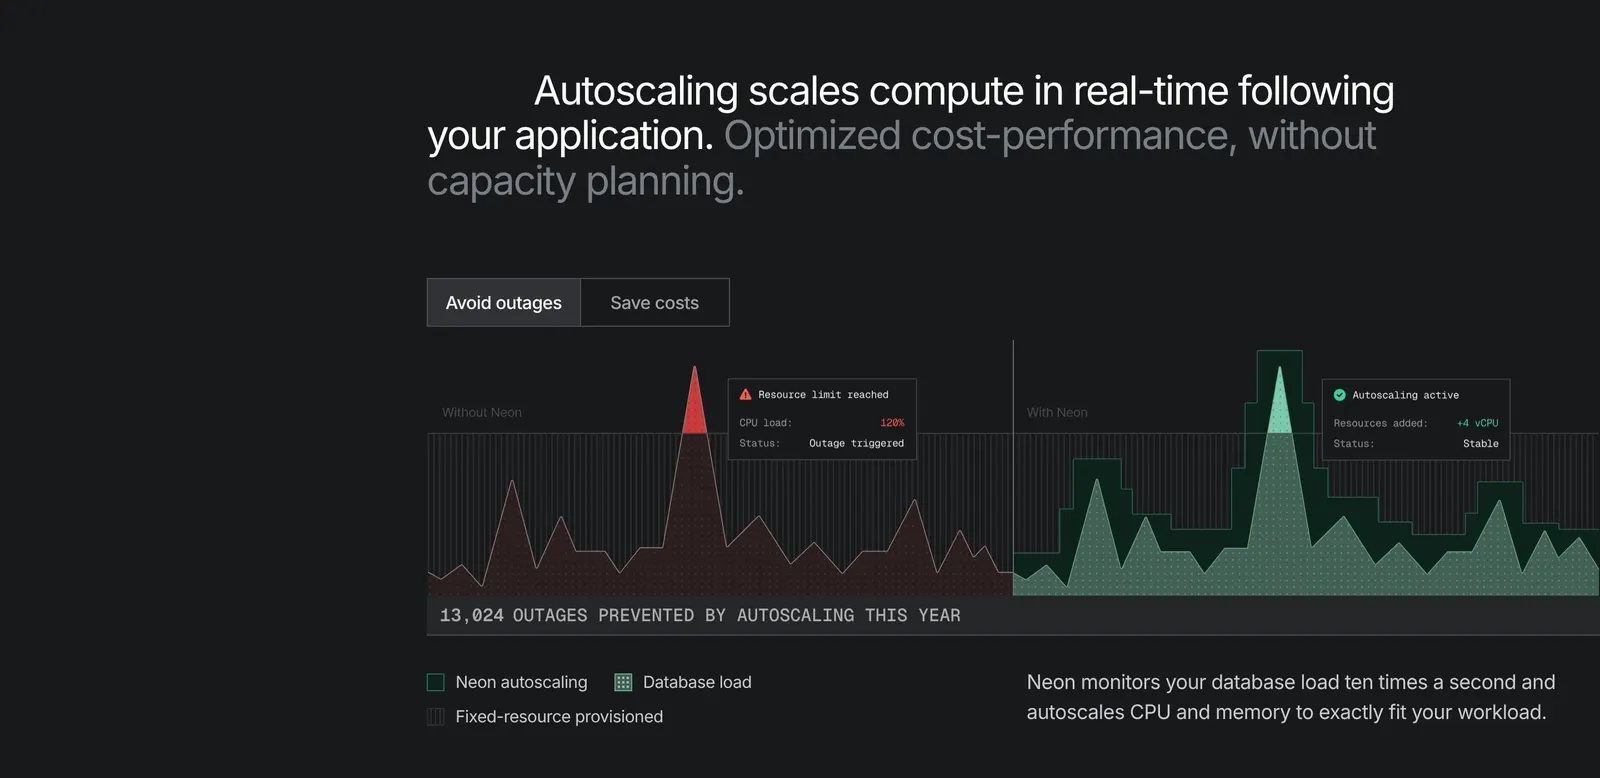 Autoscaling scales compute in real-time following
your application. Optimized cost-performance, without
capacity planning.
Avoid outages
Save costs
Without Neon
Resource limit reached
CPU load: 120%
Status: Outage triggered
With Neon
Autoscaling active
Resources added: +4 vCPU
Status: Stable
13,024 OUTAGES PREVENTED BY AUTOSCALING THIS YEAR
Neon autoscaling
Database load
Fixed-resource provisioned
Neon monitors your database load ten times a second and
autoscales CPU and memory to exactly fit your workload.